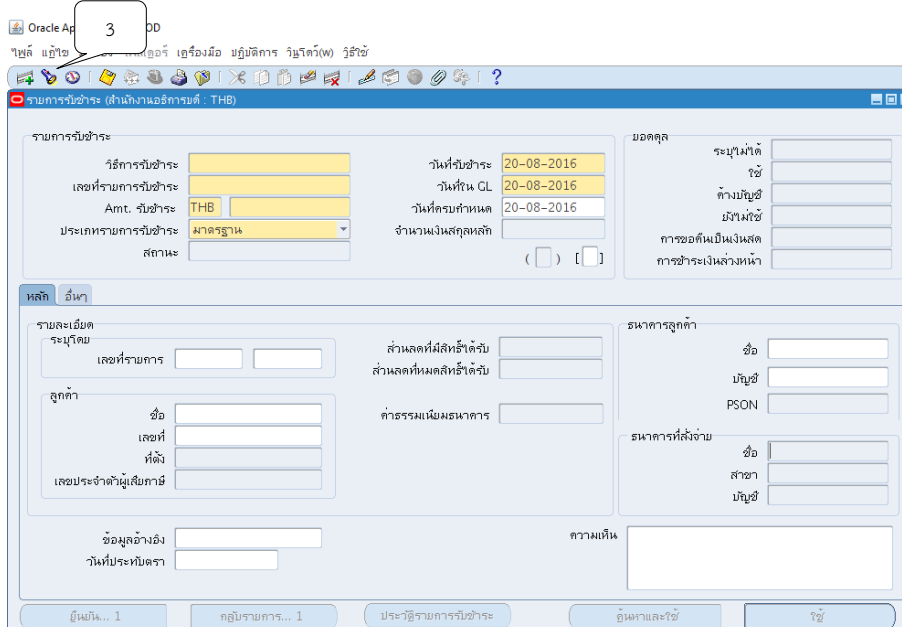 Oracle Ap
3
OD
ไฟล์ แก้ไข เครื่องมือ ปฏิบัติการ วินโดว์(w) วิธีใช้
รายการรับชำระ (สำนักงานอธิการบดี : THB)
รายการรับชำระ
วิธีการรับชำระ
เลขที่รายการรับชำระ
Amt. รับชำระ THB
ประเภทรายการรับชำระ มาตรฐาน
สถานะ
วันที่รับชำระ 20-08-2016
วันที่ใน GL 20-08-2016
วันที่ครบกำหนด 20-08-2016
จำนวนเงินสกุลหลัก
( ) [ ]
ยอดดุล
ระบุไม่ได้
ใช้
ค้างบัญชี
ยังไม่ใช้
การขอคืนเป็นเงินสด
การชำระเงินล่วงหน้า
หลัก อื่นๆ
รายละเอียด
ระบุโดย
เลขที่รายการ
ลูกค้า
ชื่อ
เลขที่
ที่ตั้ง
เลขประจำตัวผู้เสียภาษี
ส่วนลดที่มีสิทธิ์ได้รับ
ส่วนลดที่หมดสิทธิ์ได้รับ
ค่าธรรมเนียมธนาคาร
ธนาคารลูกค้า
ชื่อ
บัญชี
PSON
ธนาคารที่สั่งจ่าย
ชื่อ
สาขา
บัญชี
ข้อมูลอ้างอิง
วันที่ประทับตรา
ความเห็น
ยืนยัน... 1 กลับรายการ... 1 ประวัติรายการรับชำระ ค้นหาและใช้ ใช้